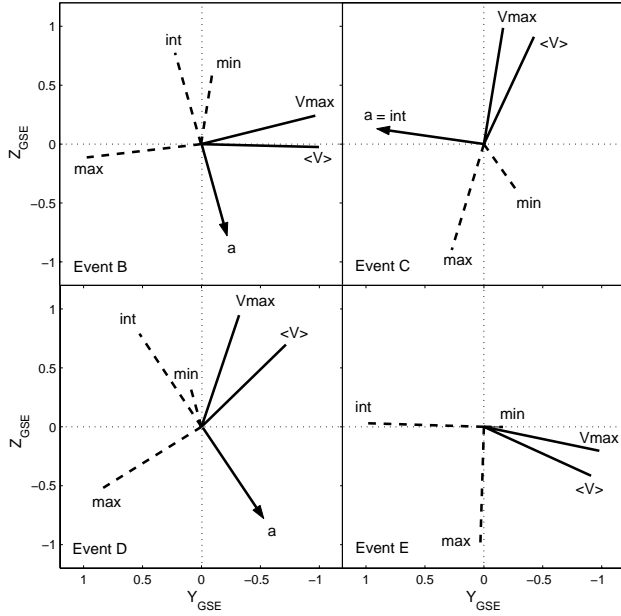 1
int
min
Vmax
0.5
<V>
Z_GSE
0
max
-0.5
a
-1
Event B
Vmax
<V>
a = int
min
max
Event C
1
Vmax
int
<V>
0.5
min
Z_GSE
0
-0.5
max
a
-1
Event D
int
min
Vmax
<V>
max
Event E
1 0.5 0 -0.5 -1
Y_GSE
1 0.5 0 -0.5 -1
Y_GSE